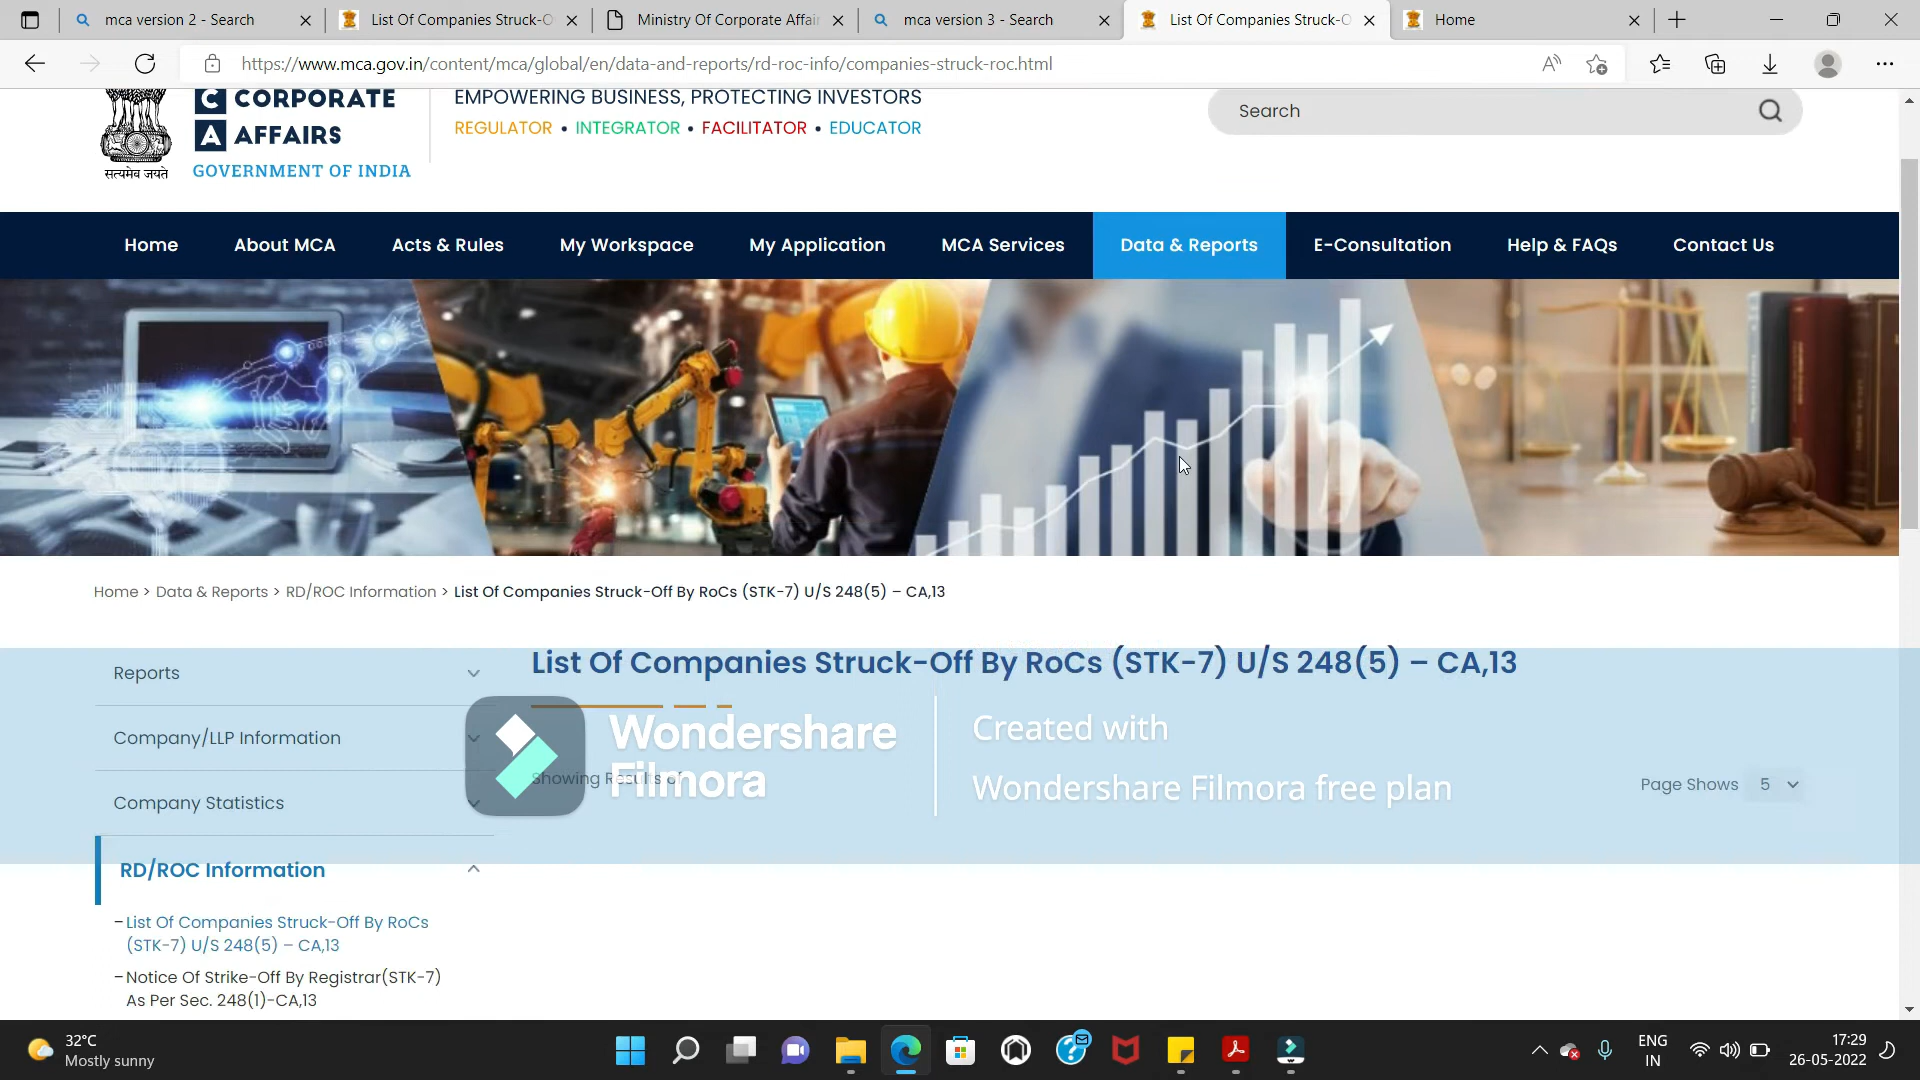 mca version 2 - Search
List Of Companies Struck-O
Ministry Of Corporate Affair
mca version 3 - Search
List Of Companies Struck-O
Home
https://www.mca.gov.in/content/mca/global/en/data-and-reports/rd-roc-info/companies-struck-roc.html
C CORPORATE
A AFFAIRS
GOVERNMENT OF INDIA
सत्यमेव जयते
EMPOWERING BUSINESS, PROTECTING INVESTORS
REGULATOR • INTEGRATOR • FACILITATOR • EDUCATOR
Search
Home About MCA Acts & Rules My Workspace My Application MCA Services Data & Reports E-Consultation Help & FAQs Contact Us
Home > Data & Reports > RD/ROC Information > List Of Companies Struck-Off By RoCs (STK-7) U/S 248(5) – CA,13
Reports
Company/LLP Information
Company Statistics
RD/ROC Information
– List Of Companies Struck-Off By RoCs
(STK-7) U/S 248(5) – CA,13
– Notice Of Strike-Off By Registrar(STK-7)
As Per Sec. 248(1)-CA,13
List Of Companies Struck-Off By RoCs (STK-7) U/S 248(5) – CA,13
Showing Results of
Page Shows 5
Wondershare
Filmora
Created with
Wondershare Filmora free plan
32°C
Mostly sunny
ENG
IN
17:29
26-05-2022